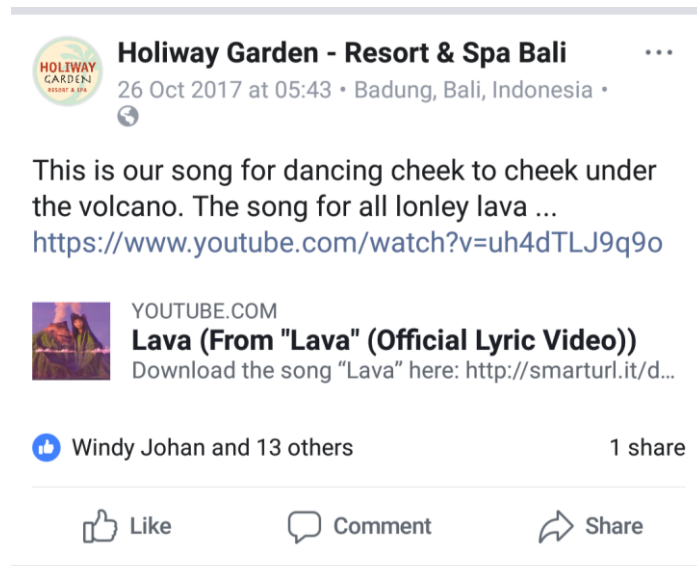 HOLIWAY
GARDEN
RESORT & SPA
Holiway Garden - Resort & Spa Bali
26 Oct 2017 at 05:43 • Badung, Bali, Indonesia •
This is our song for dancing cheek to cheek under
the volcano. The song for all lonley lava ...
https://www.youtube.com/watch?v=uh4dTLJ9q9o
YOUTUBE.COM
Lava (From "Lava" (Official Lyric Video))
Download the song “Lava” here: http://smarturl.it/d...
Windy Johan and 13 others
1 share
Like
Comment
Share